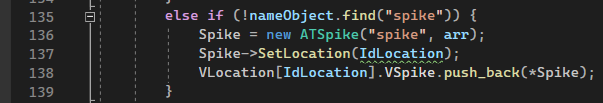 135 else if (!nameObject.find("spike")) {
136 Spike = new ATSpike("spike", arr);
137 Spike->SetLocation(IdLocation);
138 VLocation[IdLocation].VSpike.push_back(*Spike);
139 }